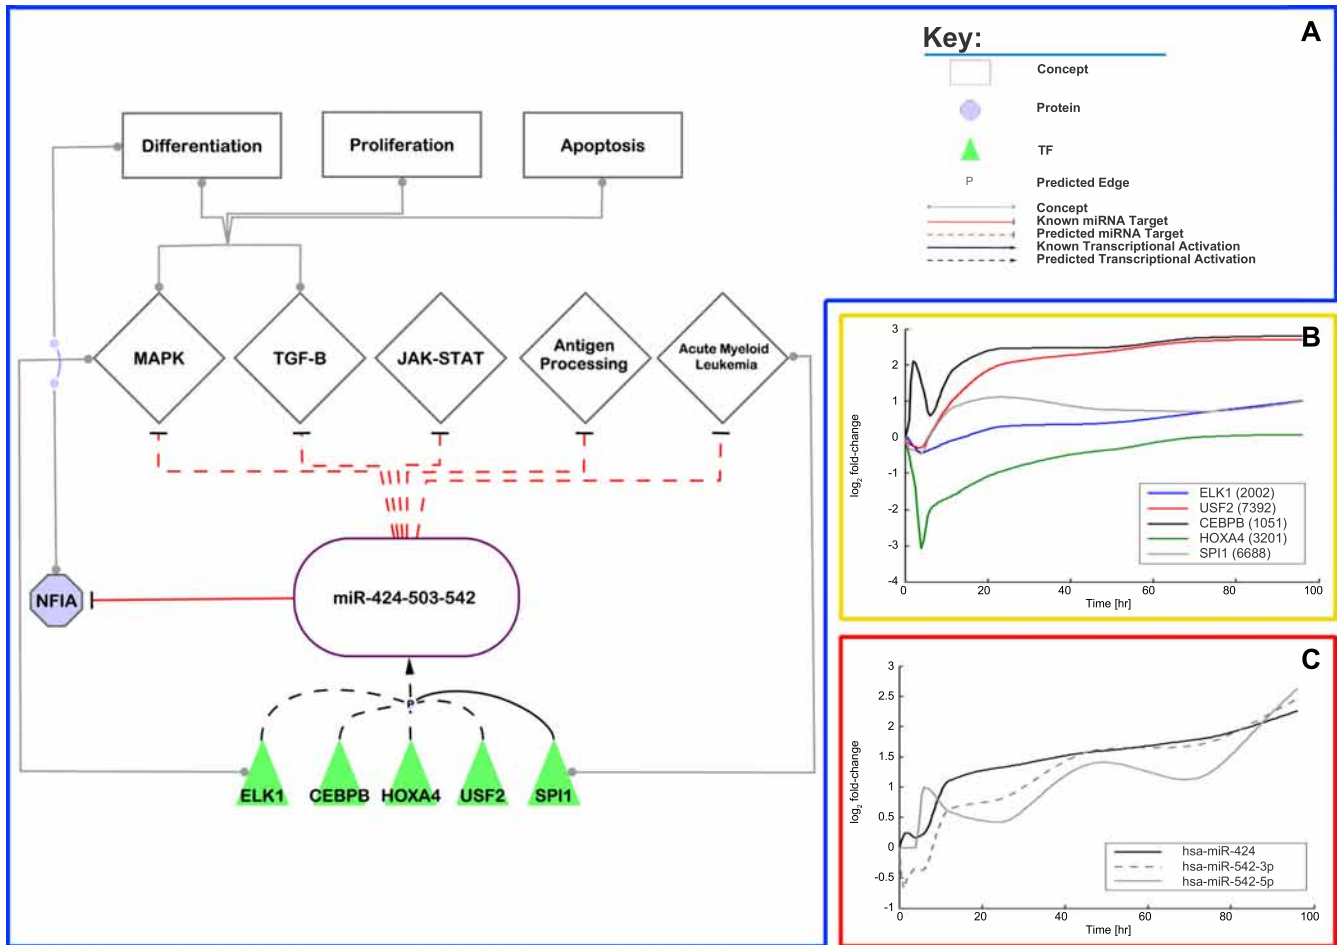 A
Key:
Concept
Protein
TF
P
Predicted Edge
Concept
Known miRNA Target
Predicted miRNA Target
Known Transcriptional Activation
Predicted Transcriptional Activation
Differentiation
Proliferation
Apoptosis
MAPK
TGF-B
JAK-STAT
Antigen
Processing
Acute Myeloid
Leukemia
NFIA
miR-424-503-542
P
ELK1
CEBPB
HOXA4
USF2
SPI1
B
3
2
1
0
-1
-2
-3
-4
log2 fold-change
0
20
40
60
80
100
Time [hr]
ELK1 (2002)
USF2 (7392)
CEBPB (1051)
HOXA4 (3201)
SPI1 (6688)
C
3
2.5
2
1.5
1
0.5
0
-0.5
-1
log2 fold-change
0
20
40
60
80
100
Time [hr]
hsa-miR-424
hsa-miR-542-3p
hsa-miR-542-5p